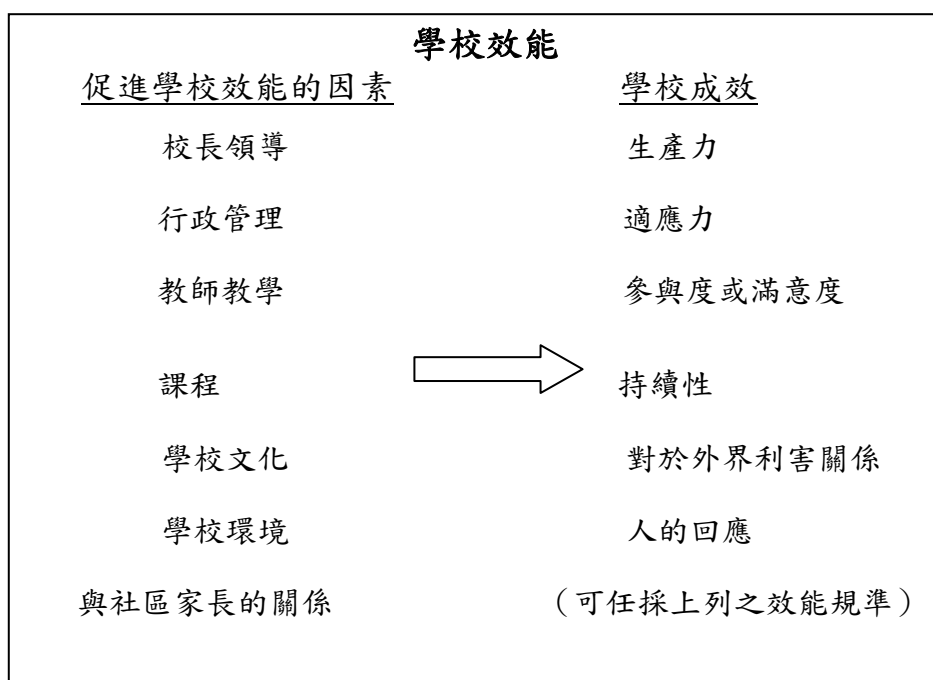 學校效能
促進學校效能的因素
校長領導
行政管理
教師教學
課程
學校文化
學校環境
與社區家長的關係
學校成效
生產力
適應力
參與度或滿意度
持續性
對於外界利害關係
人的回應
（可任採上列之效能規準）